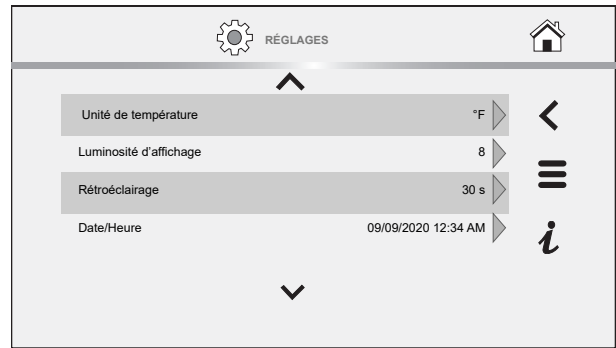 RÉGLAGES
Unité de température °F
Luminosité d'affichage 8
Rétroéclairage 30 s
Date/Heure 09/09/2020 12:34 AM
i